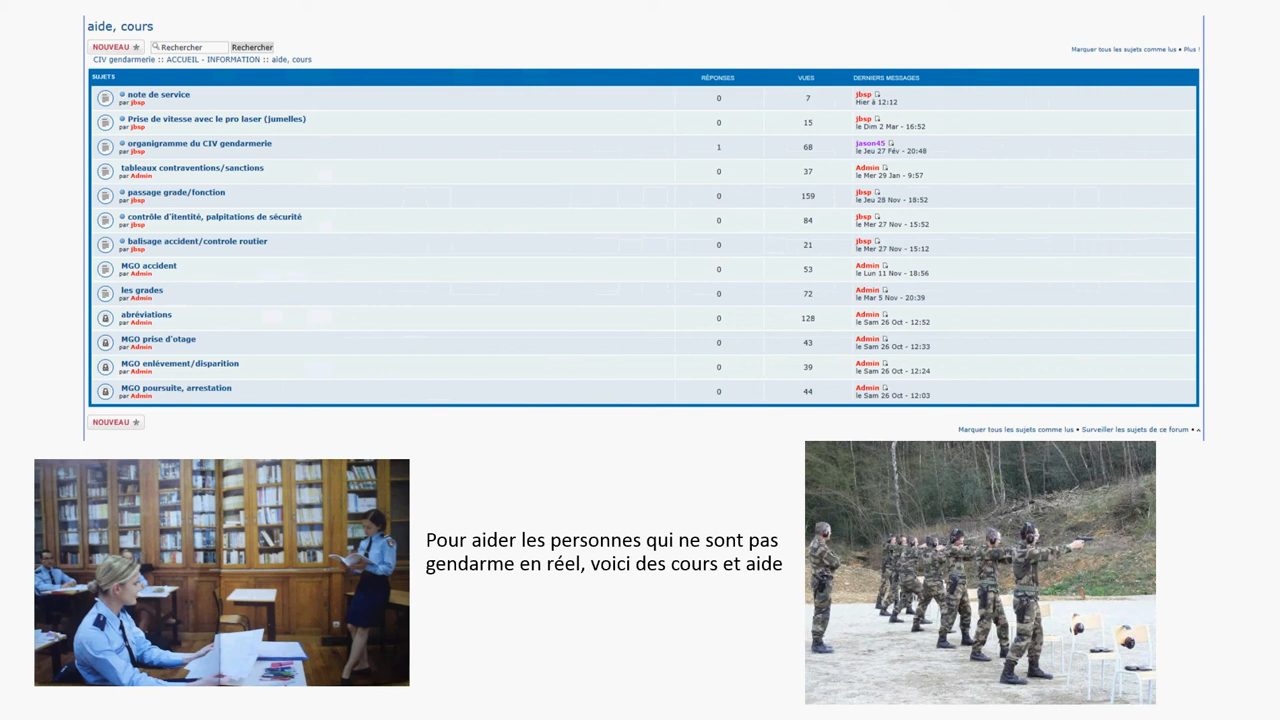 aide, cours
NOUVEAU ★ Rechercher Rechercher
Marquer tous les sujets comme lus • Plus !
CIV gendarmerie :: ACCUEIL - INFORMATION :: aide, cours
SUJETS RÉPONSES VUES DERNIERS MESSAGES
note de service 0 7 jbsp
par jbsp Hier à 12:12
Prise de vitesse avec le pro laser (jumelles) 0 15 jbsp
par jbsp le Dim 2 Mar - 16:52
organigramme du CIV gendarmerie 1 68 jason45
par jbsp le Jeu 27 Fév - 20:48
tableaux contraventions/sanctions 0 37 Admin
par Admin le Mer 29 Jan - 9:57
passage grade/fonction 0 159 jbsp
par jbsp le Jeu 28 Nov - 18:52
contrôle d'itentité, palpitations de sécurité 0 84 jbsp
par jbsp le Mer 27 Nov - 15:52
balisage accident/controle routier 0 21 jbsp
par jbsp le Mer 27 Nov - 15:12
MGO accident 0 53 Admin
par Admin le Lun 11 Nov - 18:56
les grades 0 72 Admin
par Admin le Mar 5 Nov - 20:39
abréviations 0 128 Admin
par Admin le Sam 26 Oct - 12:52
MGO prise d'otage 0 43 Admin
par Admin le Sam 26 Oct - 12:33
MGO enlévement/disparition 0 39 Admin
par Admin le Sam 26 Oct - 12:24
MGO poursuite, arrestation 0 44 Admin
par Admin le Sam 26 Oct - 12:03
NOUVEAU ★
Marquer tous les sujets comme lus • Surveiller les sujets de ce forum •
Pour aider les personnes qui ne sont pas
gendarme en réel, voici des cours et aide